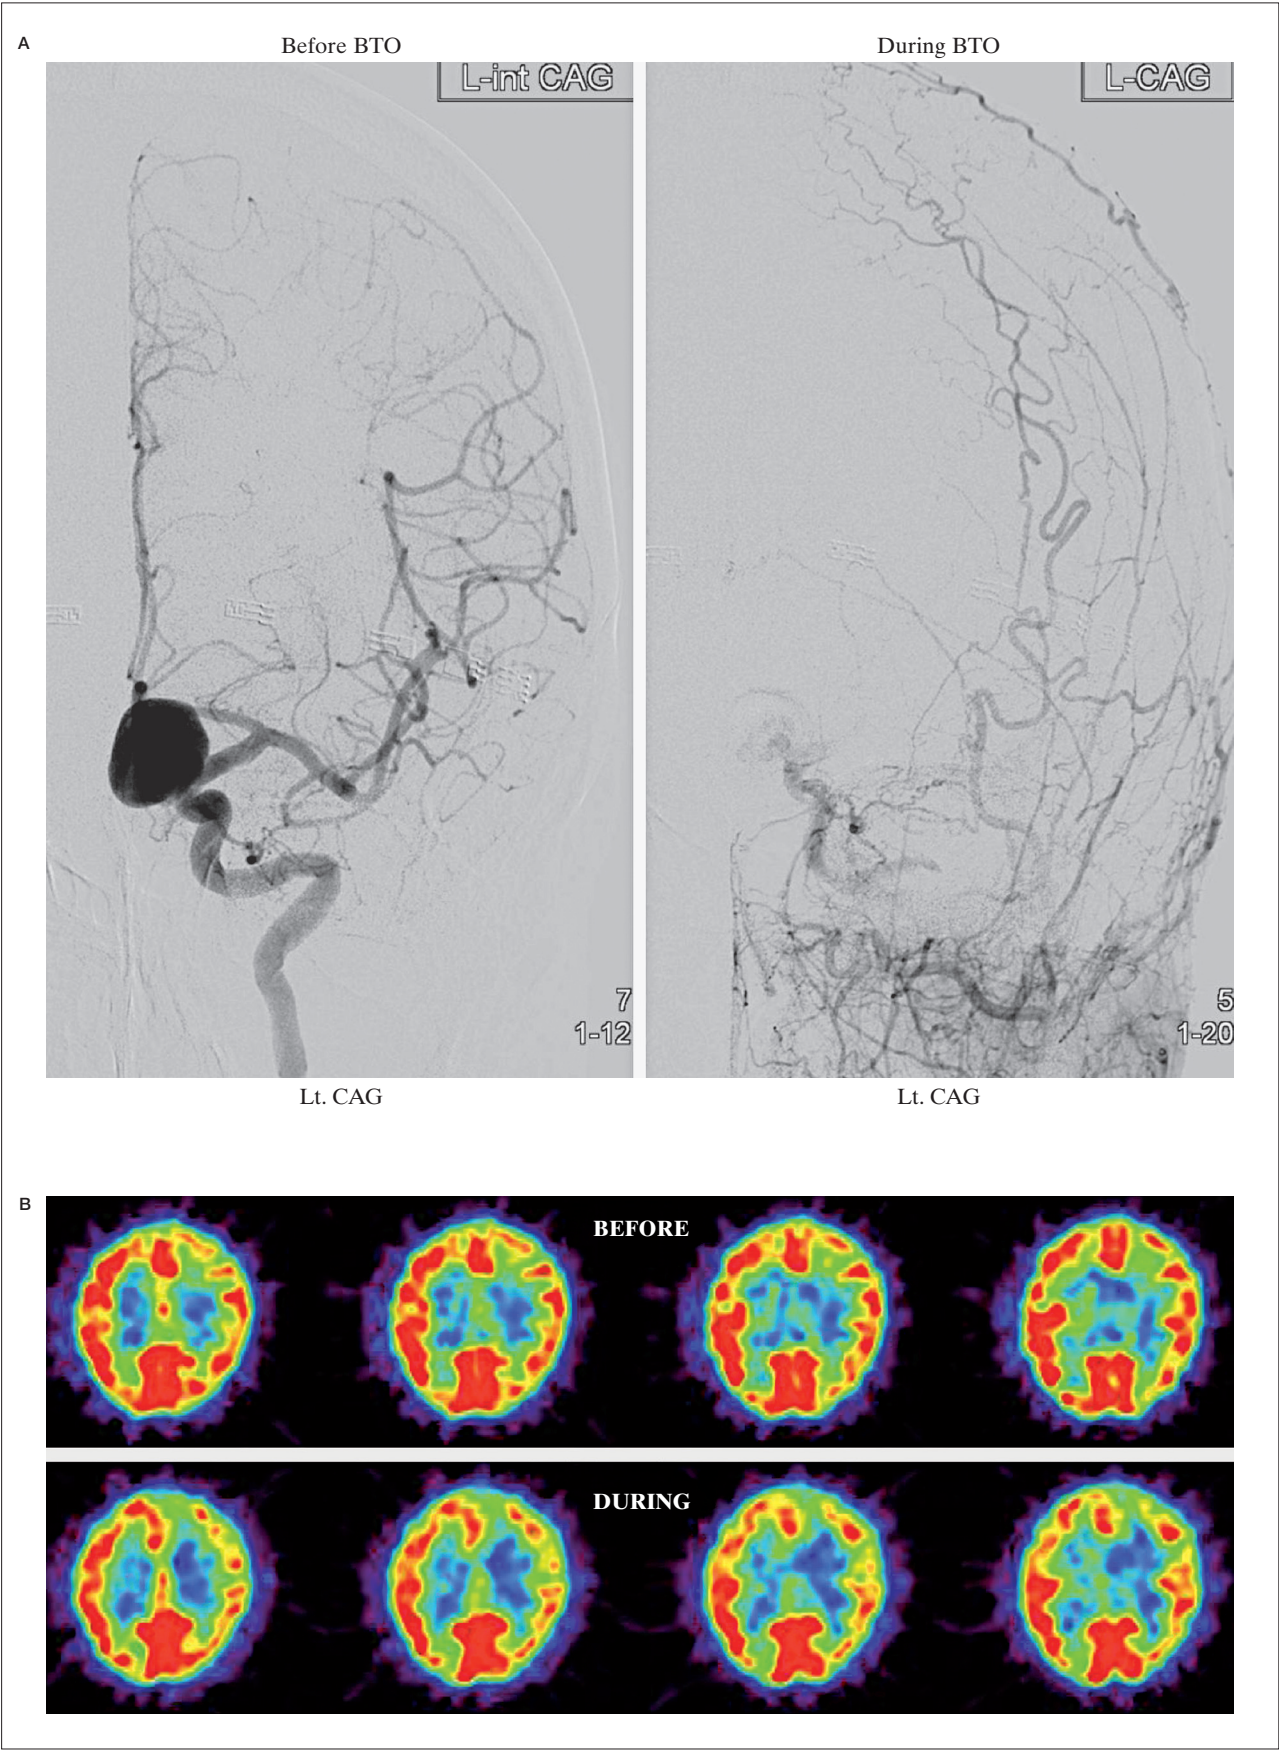 A
Before BTO
During BTO
L-int CAG
L-CAG
7
1-12
5
1-20
Lt. CAG
Lt. CAG
B
BEFORE
DURING